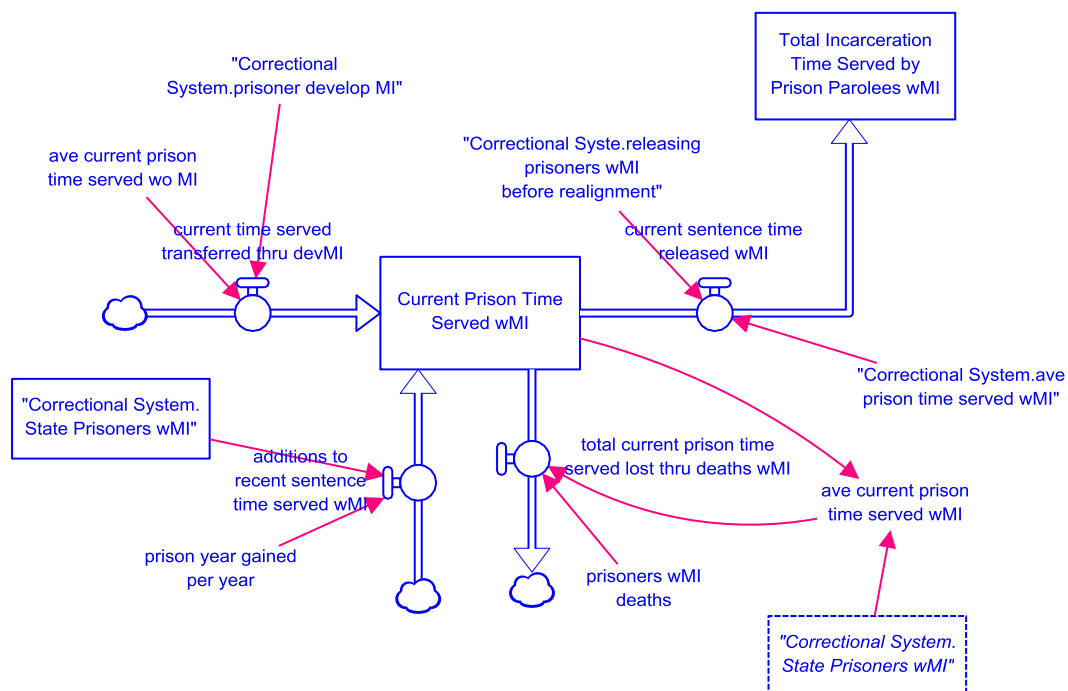 Total Incarceration
Time Served by
Prison Parolees wMI
"Correctional
System.prisoner develop MI"
"Correctional Syste.releasing
prisoners wMI
before realignment"
ave current prison
time served wo MI
current time served
transferred thru devMI
current sentence time
released wMI
Current Prison Time
Served wMI
"Correctional System.ave
prison time served wMI"
"Correctional System.
State Prisoners wMI"
additions to
recent sentence
time served wMI
total current prison time
served lost thru deaths wMI
ave current prison
time served wMI
prison year gained
per year
prisoners wMI
deaths
"Correctional System.
State Prisoners wMI"